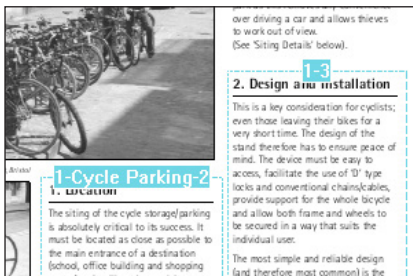 over driving a car and allows thieves
to work out of view.
(See 'Siting Details' below).
1-3
2. Design and Installation
This is a key consideration for cyclists;
even those leaving their bikes for a
very short time. The design of the
stand therefore has to ensure peace of
mind. The device must be easy to
access, facilitate the use of 'D' type
locks and conventional chains/cables,
provide support for the whole bicycle
and allow both frame and wheels to
be secured in a way that suits the
individual user.
The most simple and reliable design
(and therefore most common) is the
, Bristol
1-Cycle Parking-2
1. Location
The siting of the cycle storage/parking
is absolutely critical to its success. It
must be located as close as possible to
the main entrance of a destination
(school, office building and shopping